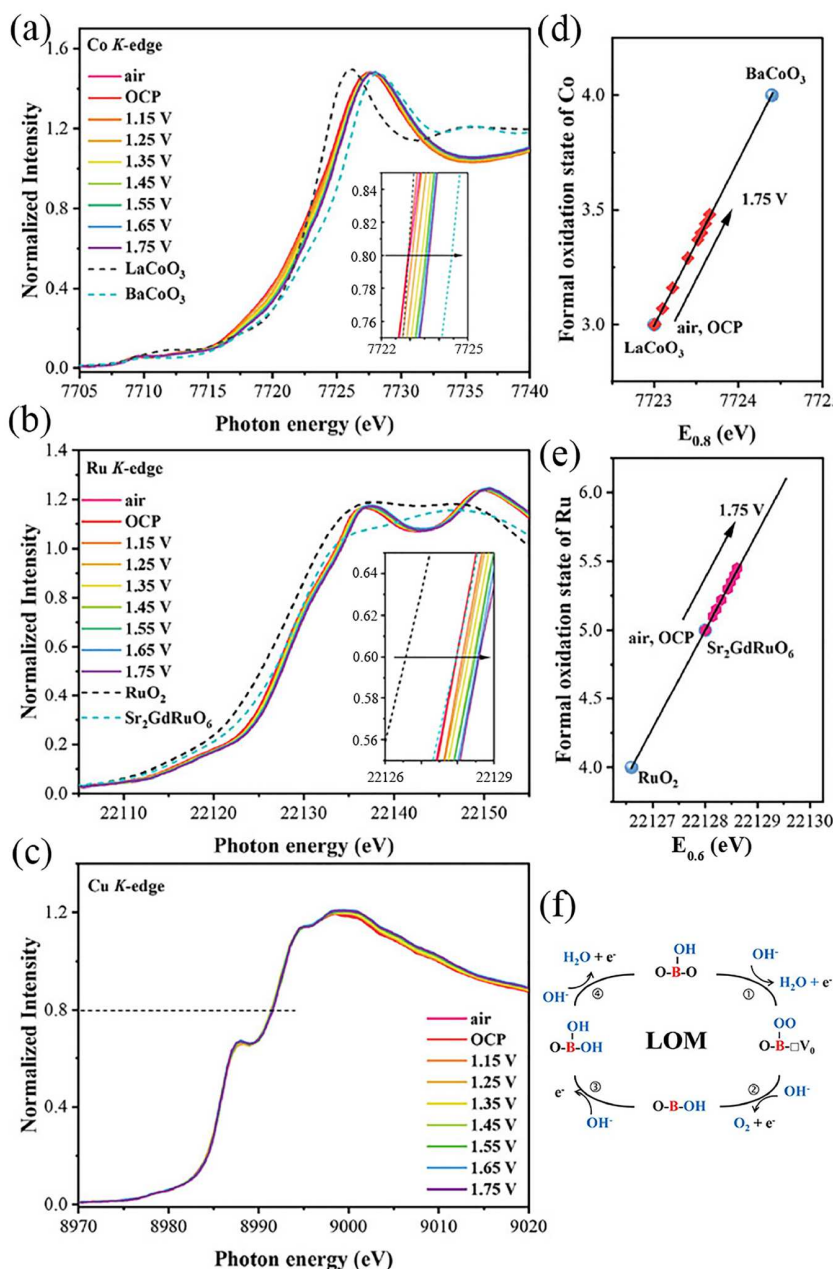 (a)
Co K-edge
air
OCP
1.15 V
1.25 V
1.35 V
1.45 V
1.55 V
1.65 V
1.75 V
LaCoO₃
BaCoO₃
Normalized Intensity
1.6
1.2
0.8
0.4
0.0
7705 7710 7715 7720 7725 7730 7735 7740
Photon energy (eV)
0.84
0.82
0.80
0.78
0.76
7722 7725
(d)
Formal oxidation state of Co
4.0
3.5
3.0
BaCoO₃
1.75 V
air, OCP
LaCoO₃
7723 7724
E₀.₈ (eV)
(b)
Ru K-edge
air
OCP
1.15 V
1.25 V
1.35 V
1.45 V
1.55 V
1.65 V
1.75 V
RuO₂
Sr₂GdRuO₆
Normalized Intensity
1.4
1.2
1.0
0.8
0.6
0.4
0.2
0.0
22110 22120 22130 22140 22150
Photon energy (eV)
0.64
0.62
0.60
0.58
0.56
22126 22129
(e)
Formal oxidation state of Ru
6.0
5.5
5.0
4.5
4.0
1.75 V
air, OCP
Sr₂GdRuO₆
RuO₂
22127 22128 22129 22130
E₀.₆ (eV)
(c)
Cu K-edge
Normalized Intensity
1.2
0.8
0.4
0.0
air
OCP
1.15 V
1.25 V
1.35 V
1.45 V
1.55 V
1.65 V
1.75 V
8970 8980 8990 9000 9010 9020
Photon energy (eV)
(f)
H₂O + e⁻
OH
O-B-O
OH⁻
H₂O + e⁻
OH⁻
④
①
OH
O-B-OH
LOM
OO
O-B-□V₀
e⁻
③
OH⁻
O-B-OH
②
OH⁻
O₂ + e⁻